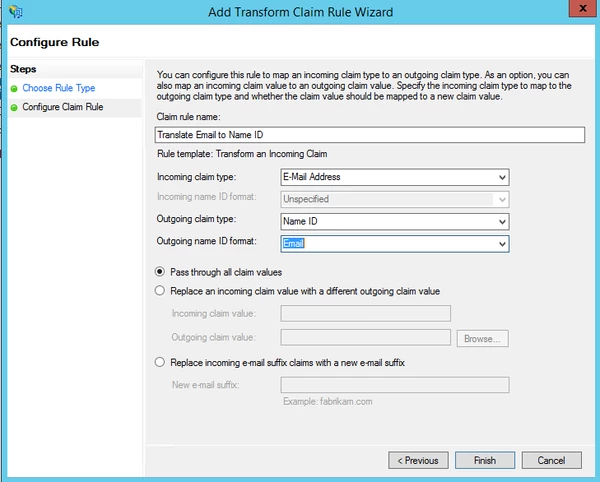 Add Transform Claim Rule Wizard
x
Configure Rule
Steps
Choose Rule Type
Configure Claim Rule
You can configure this rule to map an incoming claim type to an outgoing claim type. As an option, you can
also map an incoming claim value to an outgoing claim value. Specify the incoming claim type to map to the
outgoing claim type and whether the claim value should be mapped to a new claim value.
Claim rule name:
Translate Email to Name ID
Rule template: Transform an Incoming Claim
Incoming claim type: E-Mail Address
Incoming name ID format: Unspecified
Outgoing claim type: Name ID
Outgoing name ID format: Email
Pass through all claim values
Replace an incoming claim value with a different outgoing claim value
Incoming claim value:
Outgoing claim value: Browse...
Replace incoming e-mail suffix claims with a new e-mail suffix
New e-mail suffix:
Example: fabrikam.com
< Previous Finish Cancel